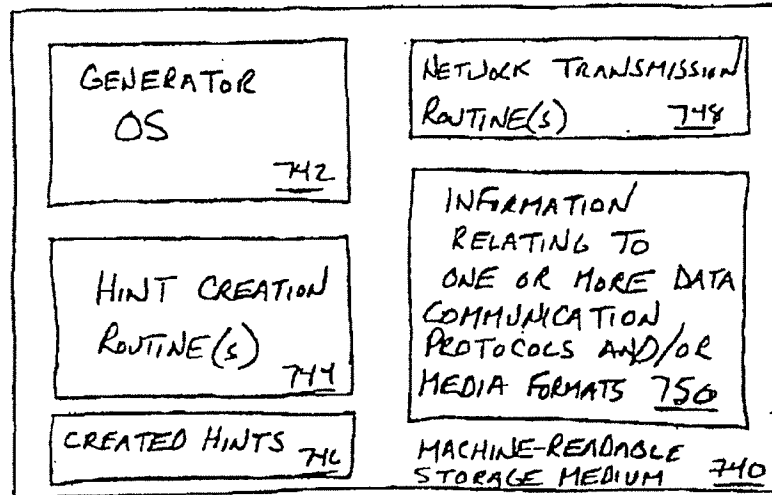 GENERATOR
OS
742
HINT CREATION
ROUTINE(S)
744
CREATED HINTS 746
NETWORK TRANSMISSION
ROUTINE(S) 748
INFORMATION
RELATING TO
ONE OR MORE DATA
COMMUNICATION
PROTOCOLS AND/OR
MEDIA FORMATS 750
MACHINE-READABLE
STORAGE MEDIUM 740